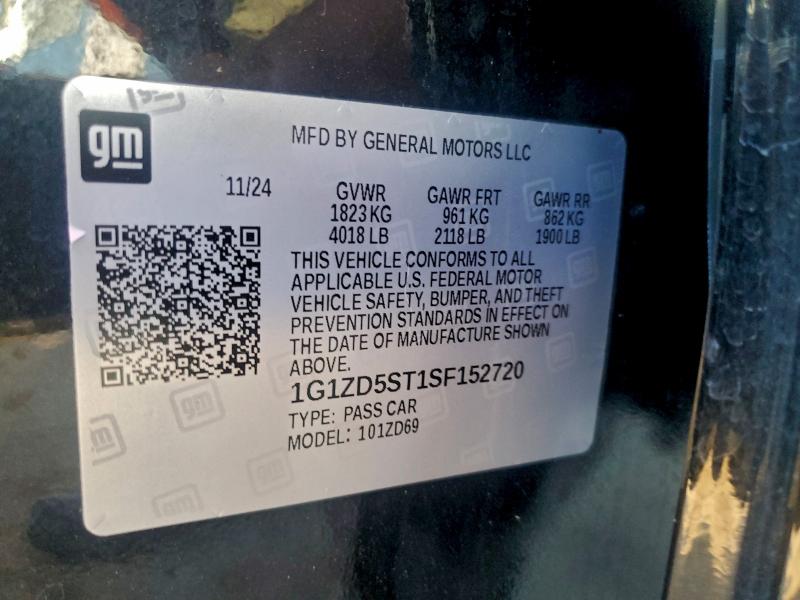 gm
MFD BY GENERAL MOTORS LLC
11/24 GVWR GAWR FRT GAWR RR
1823 KG 961 KG 862 KG
4018 LB 2118 LB 1900 LB
THIS VEHICLE CONFORMS TO ALL
APPLICABLE U.S. FEDERAL MOTOR
VEHICLE SAFETY, BUMPER, AND THEFT
PREVENTION STANDARDS IN EFFECT ON
THE DATE OF MANUFACTURE SHOWN
ABOVE.
1G1ZD5ST1SF152720
TYPE: PASS CAR
MODEL: 101ZD69